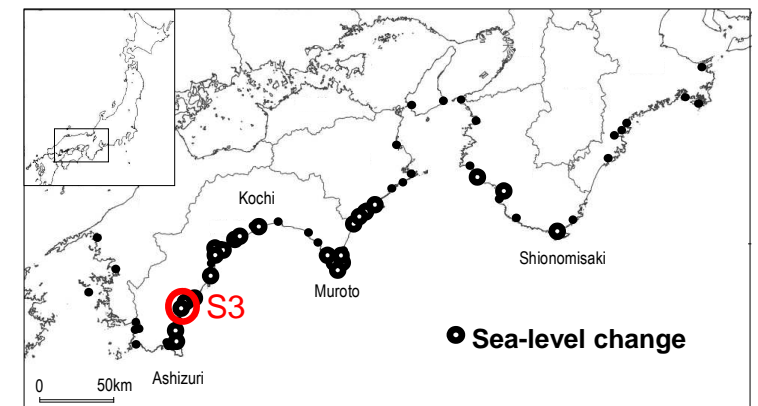 Kochi
Shionomisaki
Muroto
S3
Sea-level change
Ashizuri
0 50km